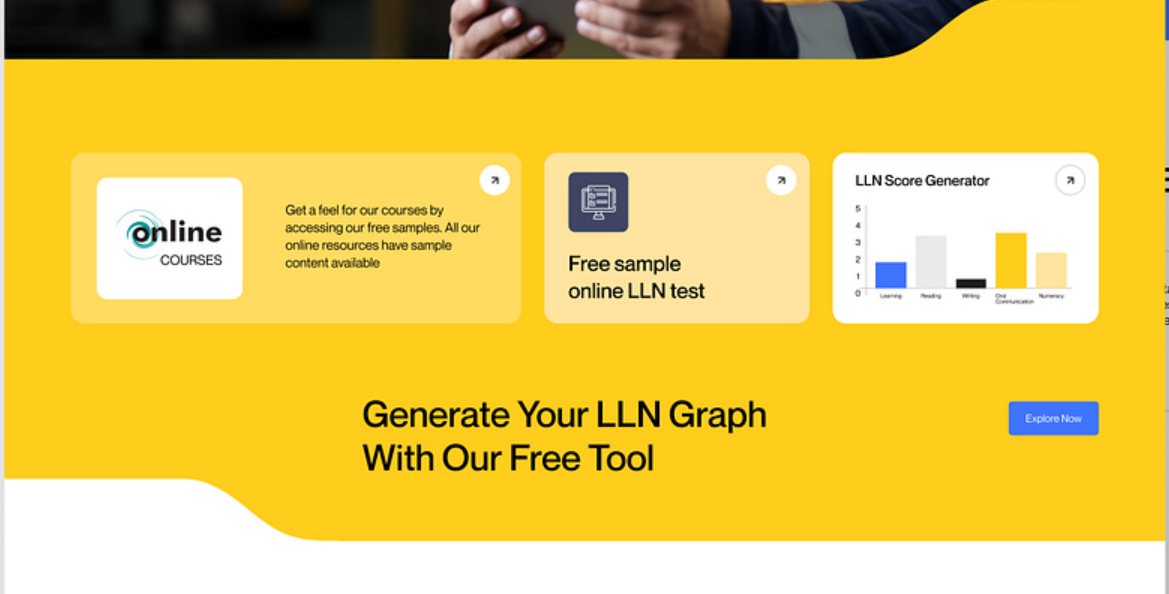 online
COURSES
Get a feel for our courses by
accessing our free samples. All our
online resources have sample
content available
Free sample
online LLN test
LLN Score Generator
5
4
3
2
1
0
Learning
Reading
Writing
Oral
Communication
Numeracy
Generate Your LLN Graph
With Our Free Tool
Explore Now